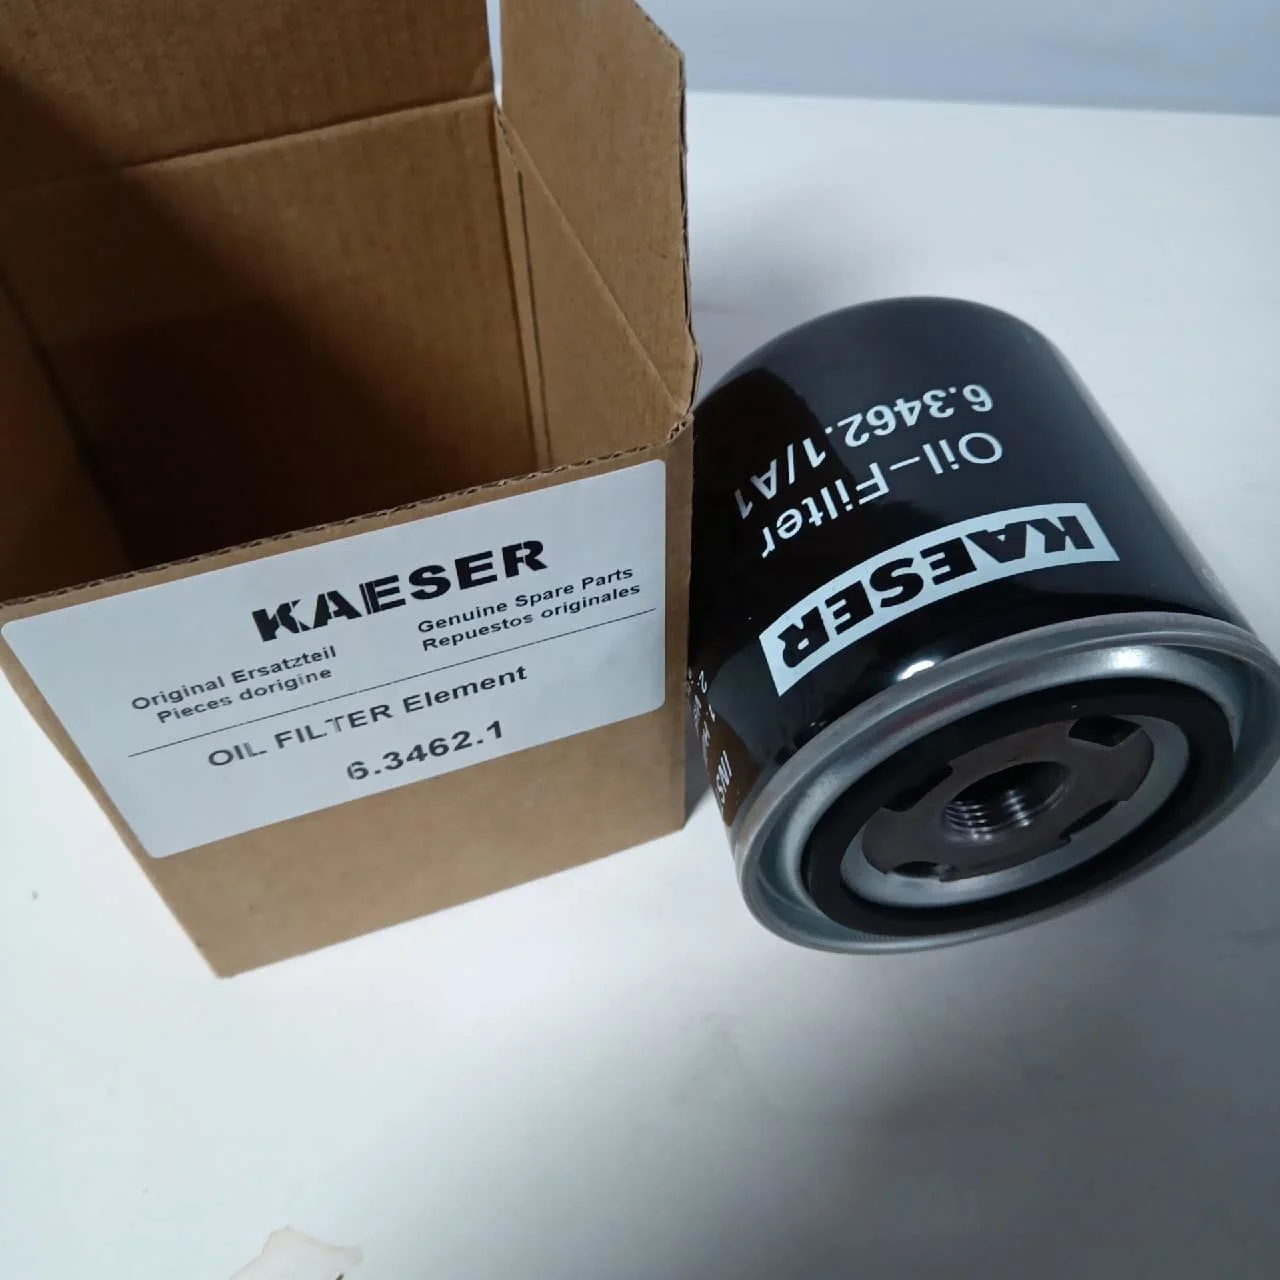 KAESER
Original Ersatzteil
Genuine Spare Parts
Pieces dorigine
Repuestos originales
OIL FILTER Element
6.3462.1
KAESER
Oil-Filter
6.3462.1/A1